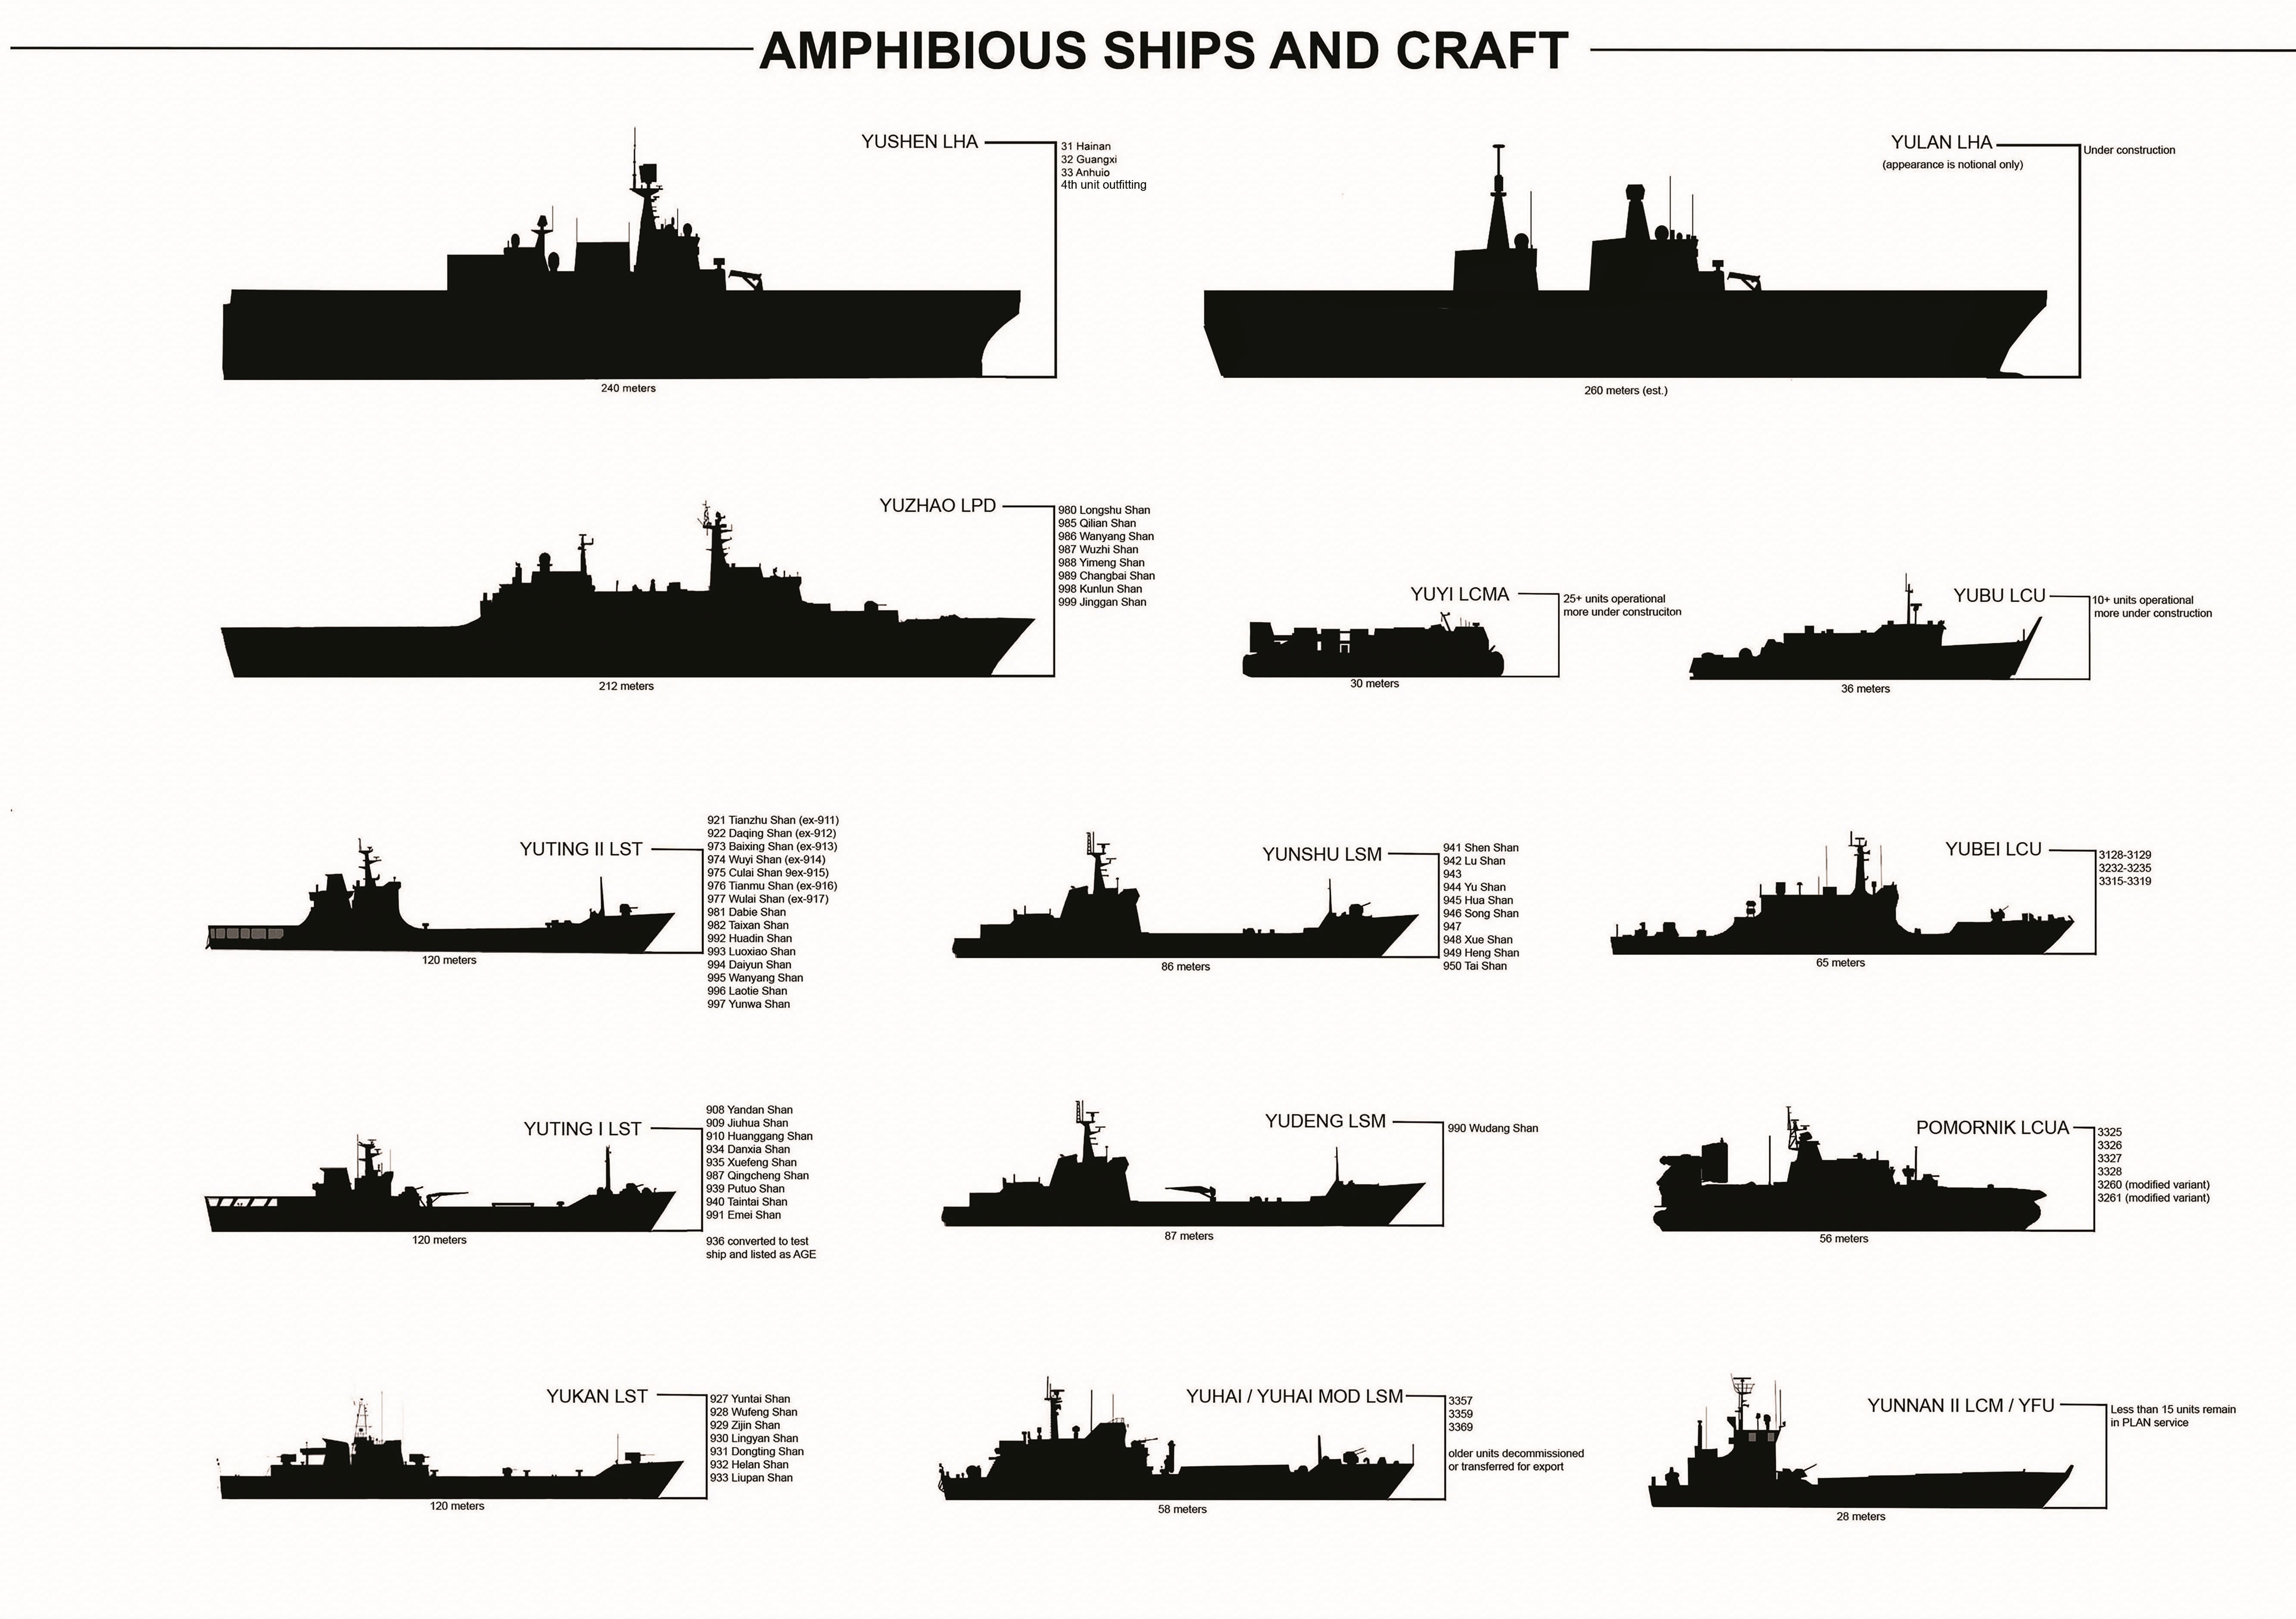 AMPHIBIOUS SHIPS AND CRAFT
YUSHEN LHA
31 Hainan
32 Guangxi
33 Anhuio
4th unit outfitting
240 meters
YULAN LHA
(appearance is notional only)
Under construction
260 meters (est.)
YUZHAO LPD
980 Longshu Shan
985 Qilian Shan
986 Wanyang Shan
987 Wuzhi Shan
988 Yimeng Shan
989 Changbai Shan
998 Kunlun Shan
999 Jinggan Shan
212 meters
YUYI LCMA
25+ units operational
more under construciton
30 meters
YUBU LCU
10+ units operational
more under construction
36 meters
YUTING II LST
921 Tianzhu Shan (ex-911)
922 Daqing Shan (ex-912)
973 Baixing Shan (ex-913)
974 Wuyi Shan (ex-914)
975 Culai Shan 9ex-915)
976 Tianmu Shan (ex-916)
977 Wulai Shan (ex-917)
981 Dabie Shan
982 Taixan Shan
992 Huadin Shan
993 Luoxiao Shan
994 Daiyun Shan
995 Wanyang Shan
996 Laotie Shan
997 Yunwa Shan
120 meters
YUNSHU LSM
941 Shen Shan
942 Lu Shan
943
944 Yu Shan
945 Hua Shan
946 Song Shan
947
948 Xue Shan
949 Heng Shan
950 Tai Shan
86 meters
YUBEI LCU
3128-3129
3232-3235
3315-3319
65 meters
YUTING I LST
908 Yandan Shan
909 Jiuhua Shan
910 Huanggang Shan
934 Danxia Shan
935 Xuefeng Shan
987 Qingcheng Shan
939 Putuo Shan
940 Taintai Shan
991 Emei Shan
936 converted to test
ship and listed as AGE
120 meters
YUDENG LSM
990 Wudang Shan
87 meters
POMORNIK LCUA
3325
3326
3327
3328
3260 (modified variant)
3261 (modified variant)
56 meters
YUKAN LST
927 Yuntai Shan
928 Wufeng Shan
929 Zijin Shan
930 Lingyan Shan
931 Dongting Shan
932 Helan Shan
933 Liupan Shan
120 meters
YUHAI / YUHAI MOD LSM
3357
3359
3369
older units decommissioned
or transferred for export
58 meters
YUNNAN II LCM / YFU
Less than 15 units remain
in PLAN service
28 meters